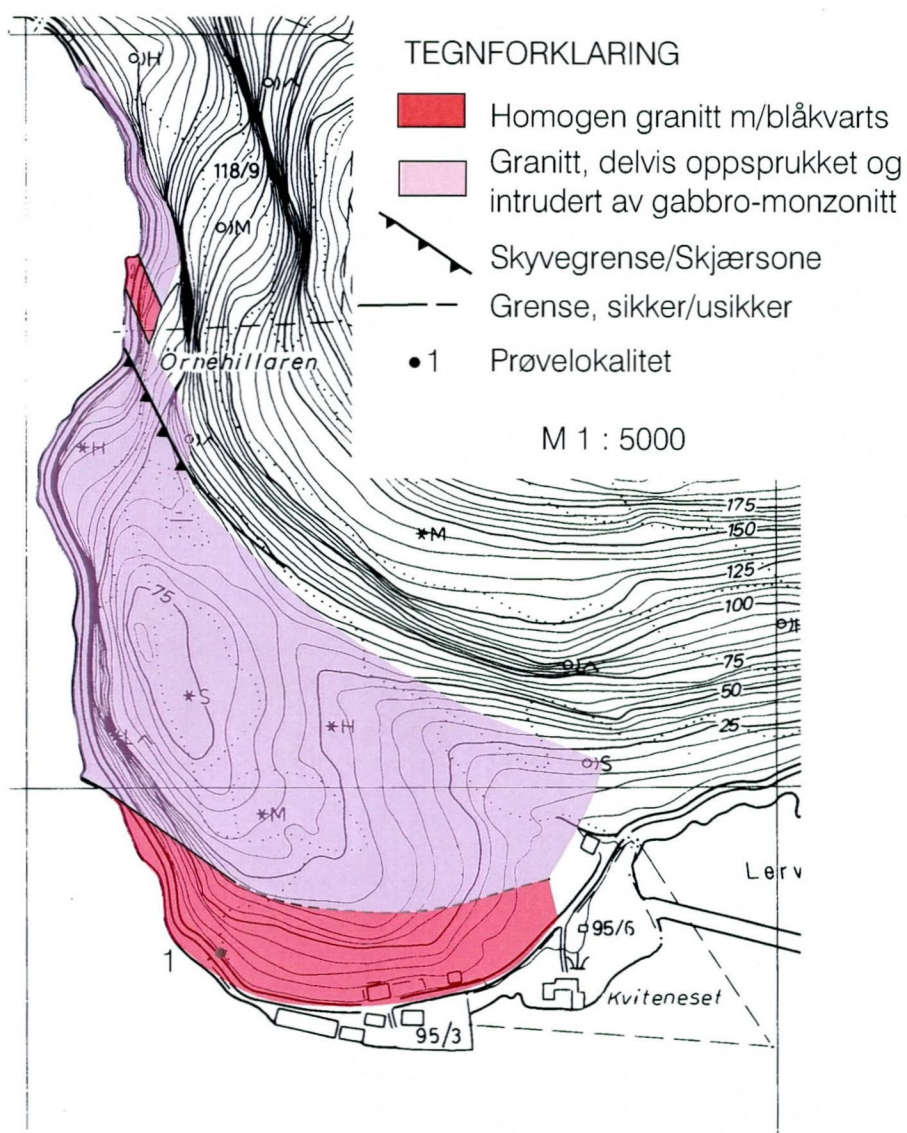 TEGNFORKLARING
Homogen granitt m/blåkvarts
Granitt, delvis oppsprukket og
intrudert av gabbro-monzonitt
Skyvegrense/Skjærsone
Grense, sikker/usikker
•1 Prøvelokalitet
M 1 : 5000
H
118/9
M
Örnehillaren
H
M
175
150
125
100
75
50
25
75
S
H
S
M
Lerv
1
95/6
Kviteneset
95/3